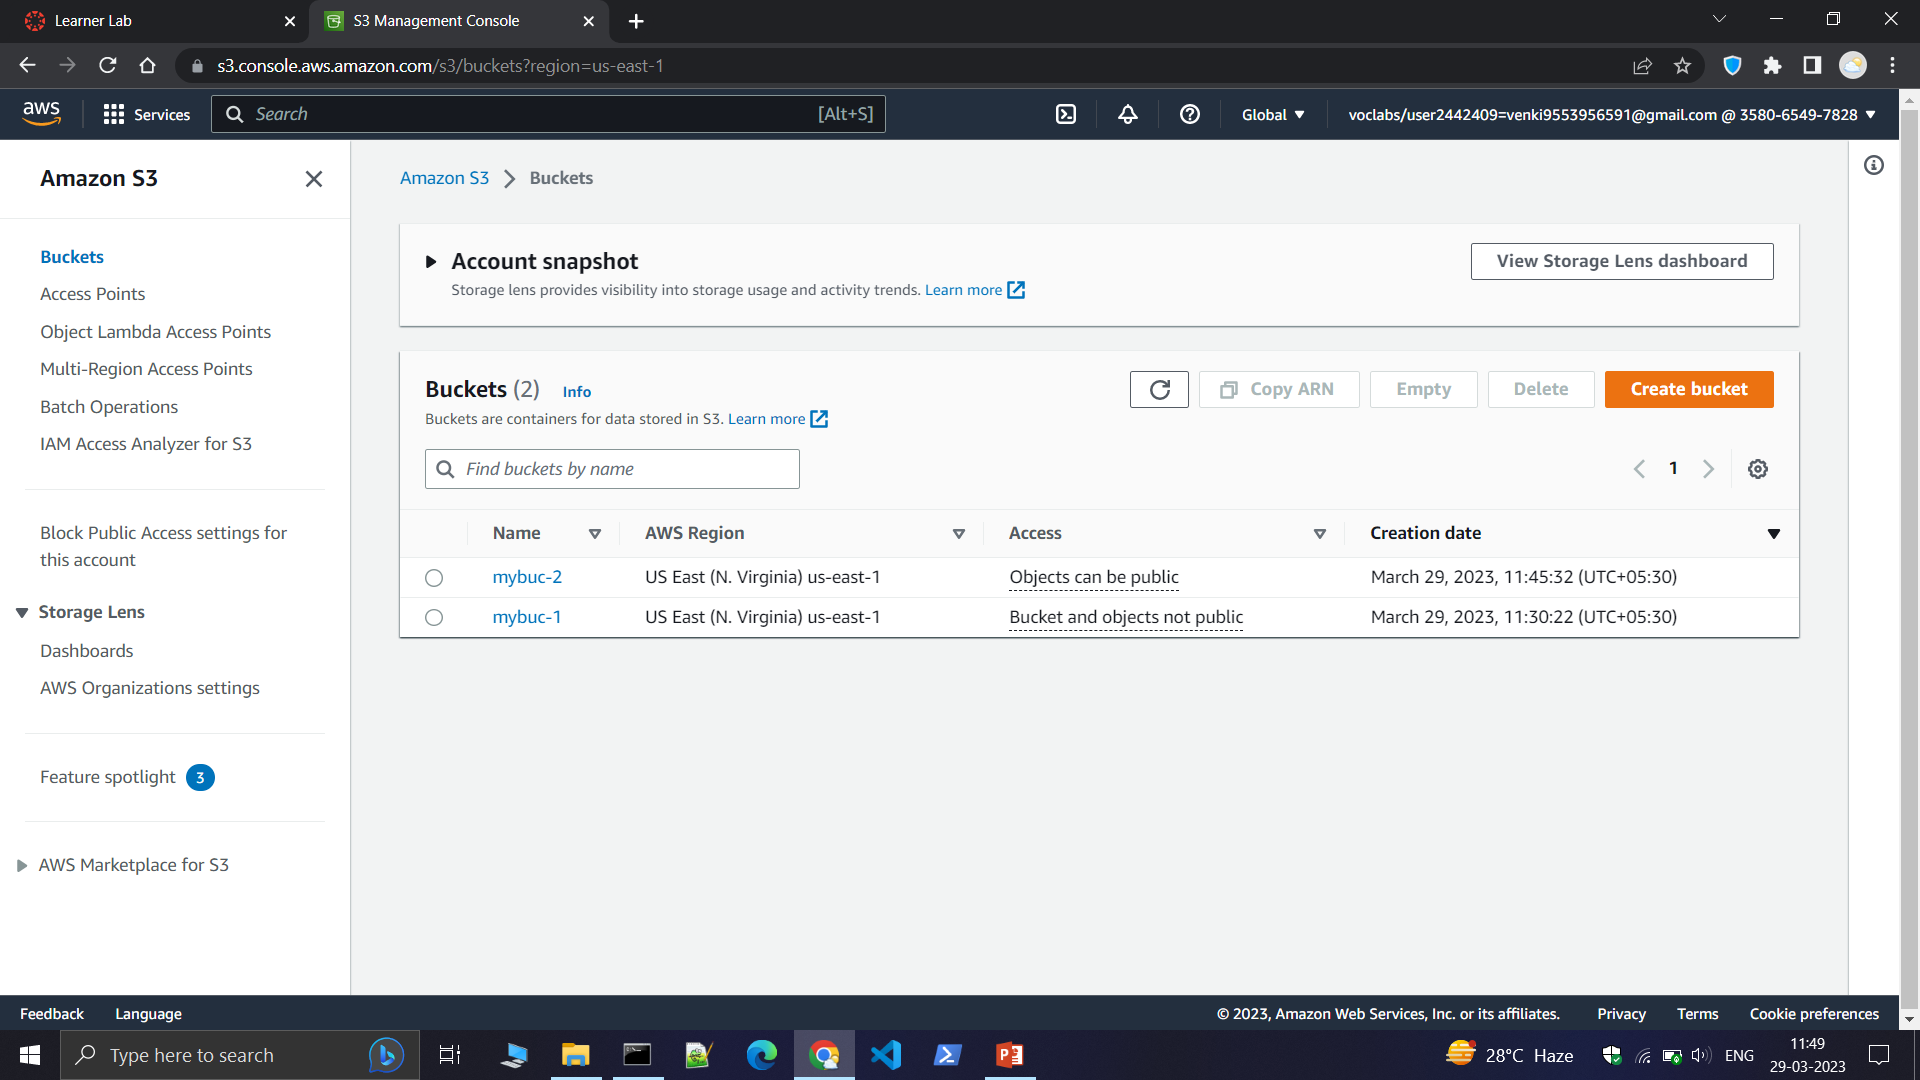 Learner Lab
S3 Management Console
s3.console.aws.amazon.com/s3/buckets?region=us-east-1
aws
Services
Search
[Alt+S]
Global
voclabs/user2442409=venki9553956591@gmail.com @ 3580-6549-7828
Amazon S3
Buckets
Access Points
Object Lambda Access Points
Multi-Region Access Points
Batch Operations
IAM Access Analyzer for S3
Block Public Access settings for
this account
Storage Lens
Dashboards
AWS Organizations settings
Feature spotlight 3
AWS Marketplace for S3
Amazon S3 > Buckets
Account snapshot
Storage lens provides visibility into storage usage and activity trends. Learn more
View Storage Lens dashboard
Buckets (2) Info
Buckets are containers for data stored in S3. Learn more
Copy ARN
Empty
Delete
Create bucket
Find buckets by name
1
Name AWS Region Access Creation date
mybuc-2 US East (N. Virginia) us-east-1 Objects can be public March 29, 2023, 11:45:32 (UTC+05:30)
mybuc-1 US East (N. Virginia) us-east-1 Bucket and objects not public March 29, 2023, 11:30:22 (UTC+05:30)
Feedback Language © 2023, Amazon Web Services, Inc. or its affiliates. Privacy Terms Cookie preferences
Type here to search
28°C Haze
ENG
11:49
29-03-2023